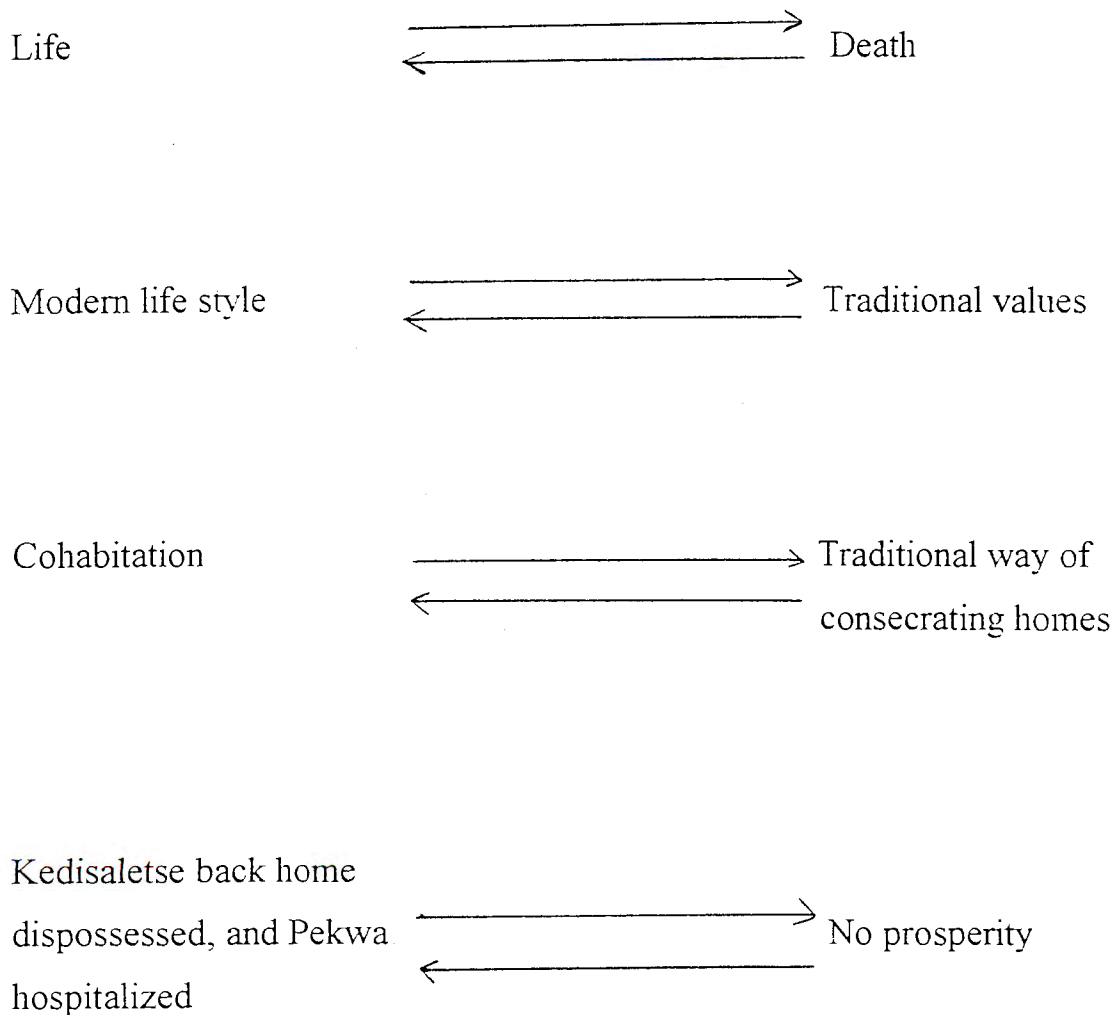 Life
Death
Modern life style
Traditional values
Cohabitation
Traditional way of
consecrating homes
Kedisaletse back home
dispossessed, and Pekwa
hospitalized
No prosperity